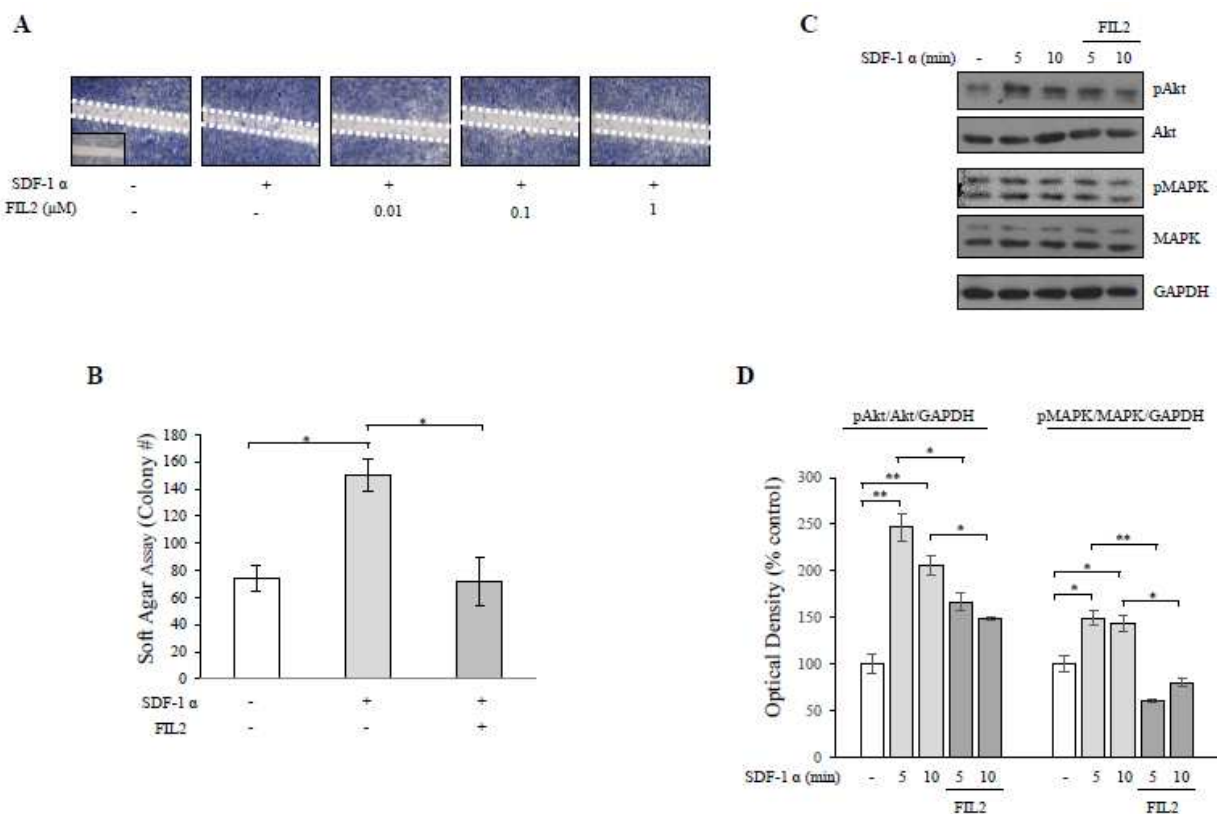 A
SDF-1 α - + + + +
FIL2 (μM) - - 0.01 0.1 1
B
Soft Agar Assay (Colony #)
180
160
140
120
100
80
60
40
20
0
* *
SDF-1 α - + +
FIL2 - - +
C
FIL2
SDF-1 α (min) - 5 10 5 10
pAkt
Akt
pMAPK
MAPK
GAPDH
D
pAkt/Akt/GAPDH pMAPK/MAPK/GAPDH
Optical Density (% control)
300
250
200
150
100
50
0
*
**
**
*
**
*
*
*
SDF-1 α (min) - 5 10 5 10 - 5 10 5 10
FIL2 FIL2